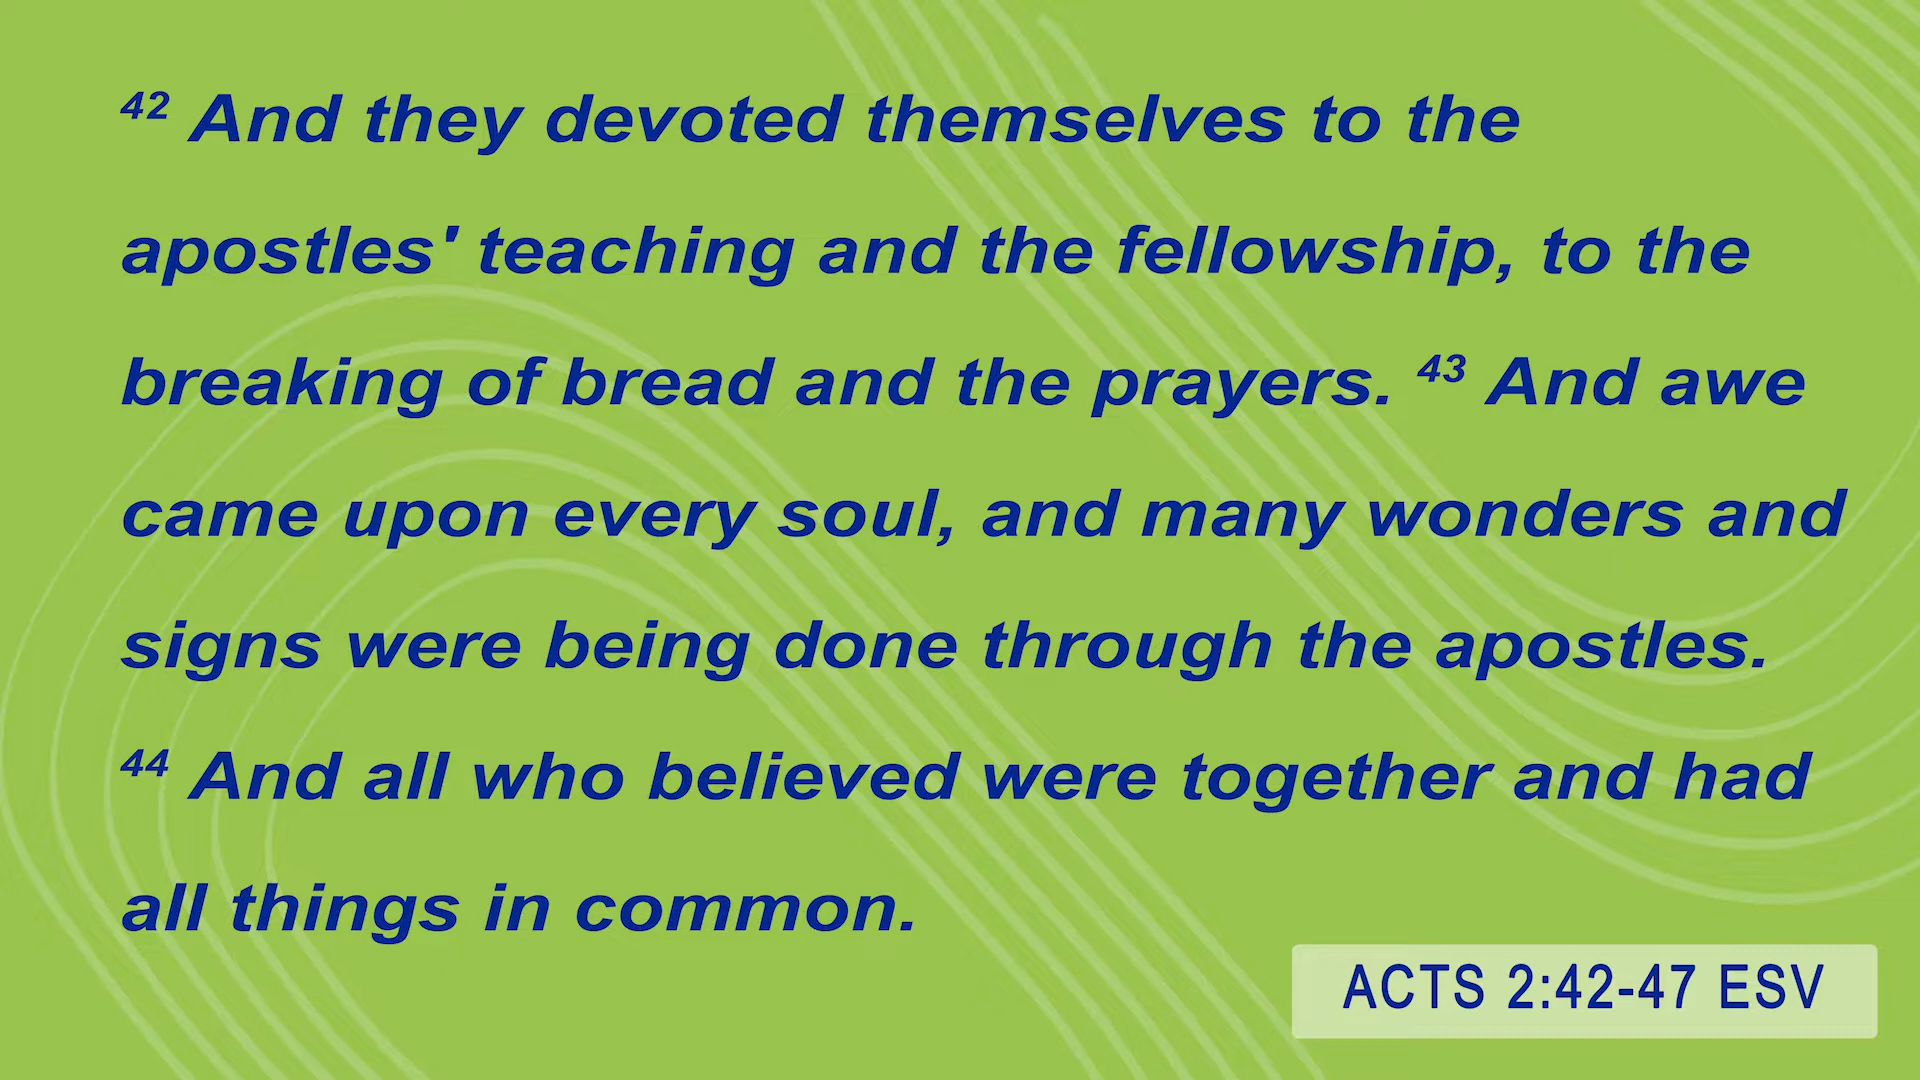 42 And they devoted themselves to the
apostles' teaching and the fellowship, to the
breaking of bread and the prayers. 43 And awe
came upon every soul, and many wonders and
signs were being done through the apostles.
44 And all who believed were together and had
all things in common.
ACTS 2:42-47 ESV